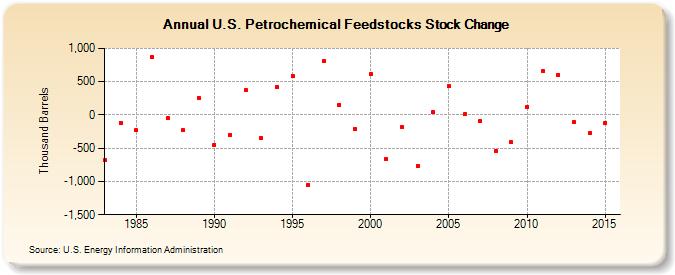 Annual U.S. Petrochemical Feedstocks Stock Change
Thousand Barrels
1,000
500
0
-500
-1,000
-1,500
1985 1990 1995 2000 2005 2010 2015
Source: U.S. Energy Information Administration